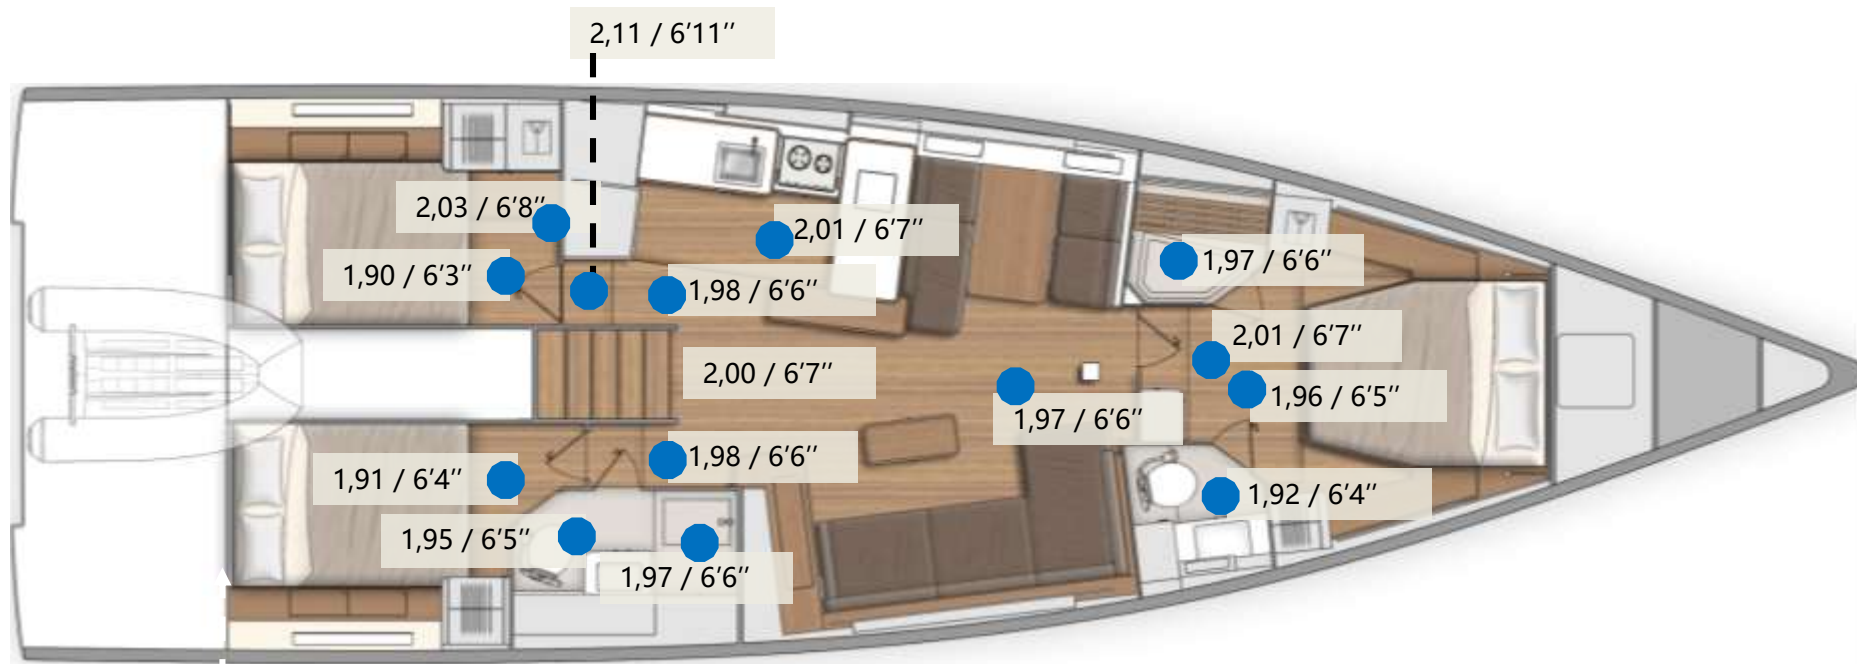 2,11 / 6’11’’
2,03 / 6’8’’
2,01 / 6’7’’
1,90 / 6’3’’
1,98 / 6’6’’
1,97 / 6’6’’
2,01 / 6’7’’
2,00 / 6’7’’
1,96 / 6’5’’
1,97 / 6’6’’
1,98 / 6’6’’
1,91 / 6’4’’
1,92 / 6’4’’
1,95 / 6’5’’
1,97 / 6’6’’